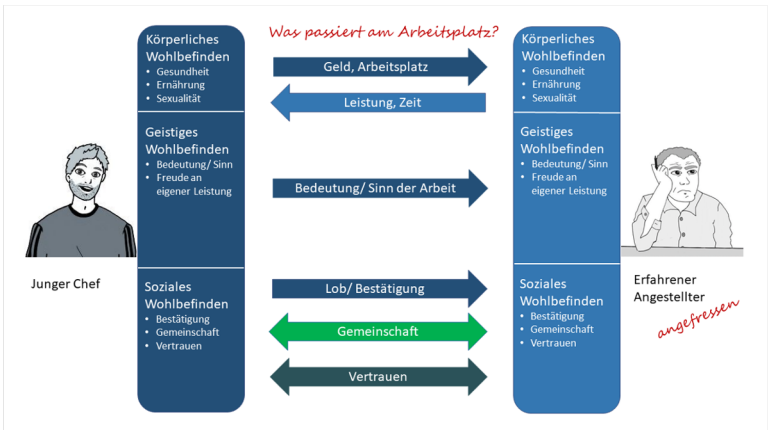 Was passiert am Arbeitsplatz?
Körperliches
Wohlbefinden
• Gesundheit
• Ernährung
• Sexualität
Geistiges
Wohlbefinden
• Bedeutung/ Sinn
• Freude an
eigener Leistung
Soziales
Wohlbefinden
• Bestätigung
• Gemeinschaft
• Vertrauen
Junger Chef
Geld, Arbeitsplatz
Leistung, Zeit
Bedeutung/ Sinn der Arbeit
Lob/ Bestätigung
Gemeinschaft
Vertrauen
Körperliches
Wohlbefinden
• Gesundheit
• Ernährung
• Sexualität
Geistiges
Wohlbefinden
• Bedeutung/ Sinn
• Freude an
eigener Leistung
Soziales
Wohlbefinden
• Bestätigung
• Gemeinschaft
• Vertrauen
Erfahrener
Angestellter
angefressen